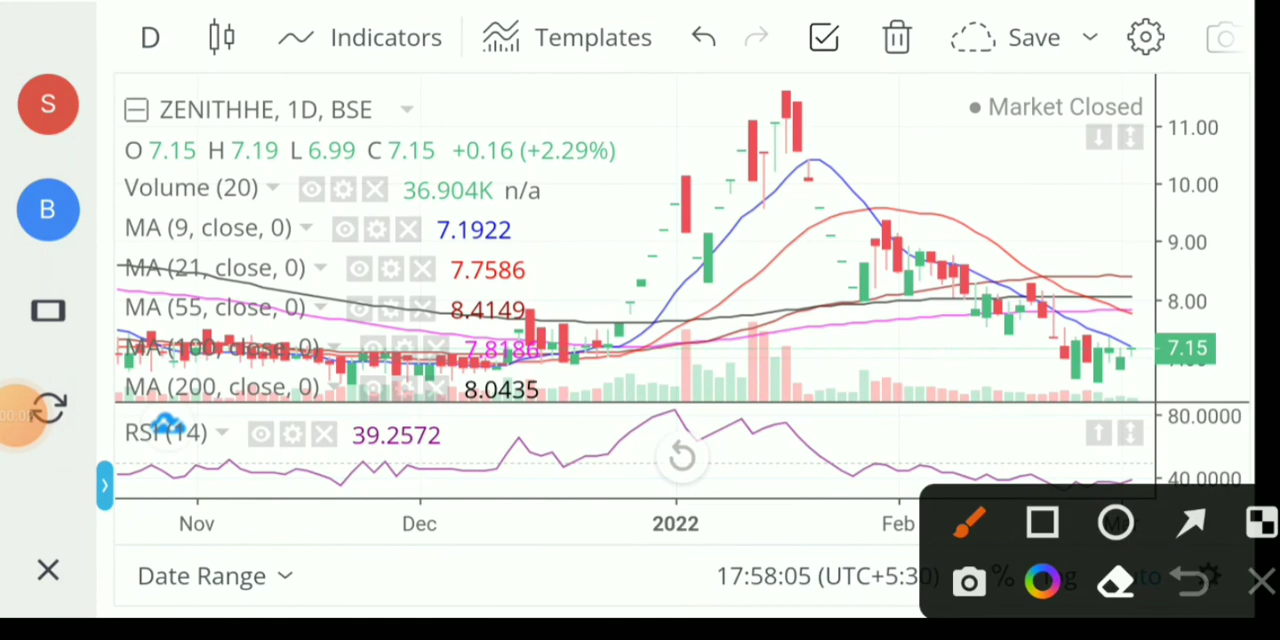 D Indicators Templates Save
S
ZENITHHE, 1D, BSE
Market Closed
O 7.15 H 7.19 L 6.99 C 7.15 +0.16 (+2.29%)
Volume (20) 36.904K n/a
B
MA (9, close, 0) 7.1922
MA (21, close, 0) 7.7586
MA (55, close, 0) 8.4149
MA (100, close, 0) 7.8186
MA (200, close, 0) 8.0435
11.00
10.00
9.00
8.00
7.15
RSI (14) 39.2572
80.0000
40.0000
Nov Dec 2022 Feb
Date Range 17:58:05 (UTC+5:30) %